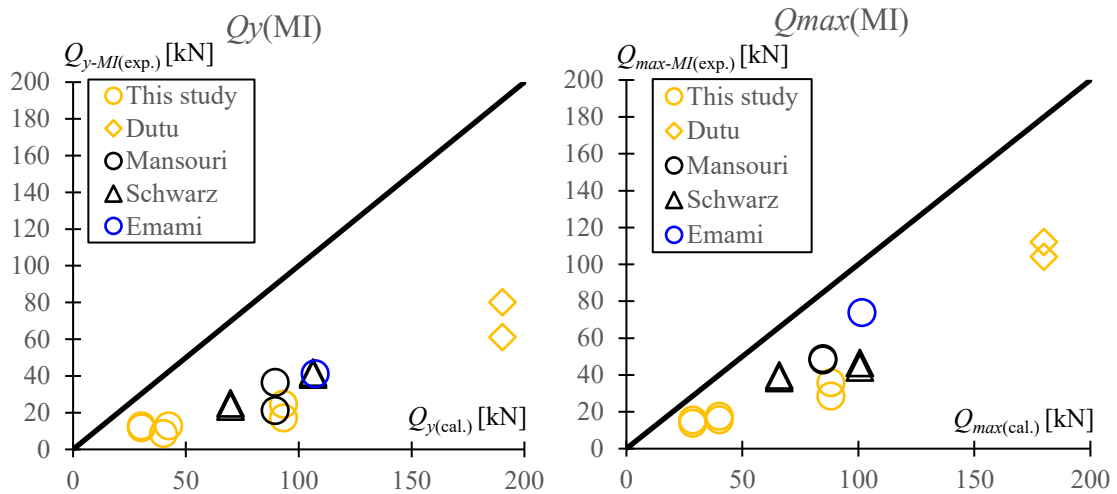 Qy(MI)
Qy-MI(exp.) [kN]
200
180
160
140
120
100
80
60
40
20
0
This study
Dutu
Mansouri
Schwarz
Emami
Qy(cal.) [kN]
0 50 100 150 200
Qmax(MI)
Qmax-MI(exp.) [kN]
200
180
160
140
120
100
80
60
40
20
0
This study
Dutu
Mansouri
Schwarz
Emami
Qmax(cal.) [kN]
0 50 100 150 200